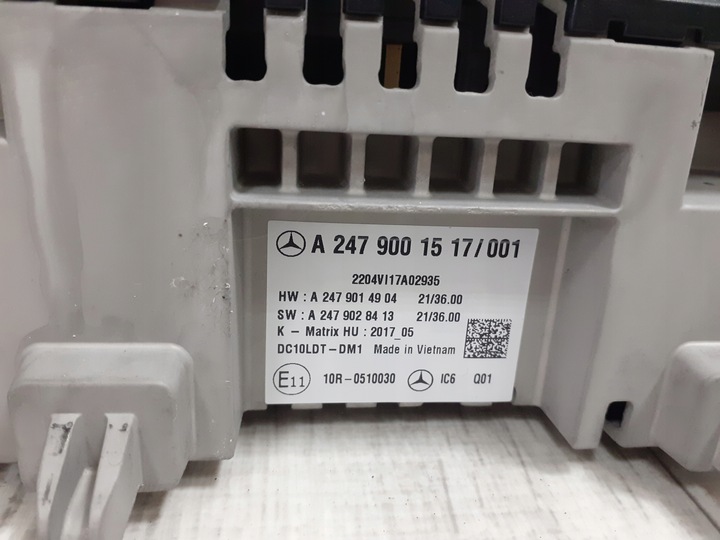 A 247 900 15 17/001
2204VI17A02935
HW : A 247 901 49 04 21/36.00
SW : A 247 902 84 13 21/36.00
K - Matrix HU : 2017_05
DC10LDT-DM1 Made in Vietnam
E11 10R-0510030 IC6 Q01